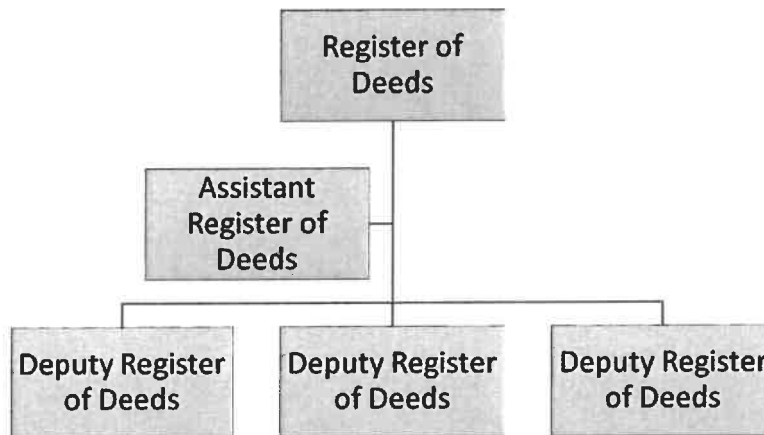 Register of
Deeds
Assistant
Register of
Deeds
Deputy Register
of Deeds
Deputy Register
of Deeds
Deputy Register
of Deeds